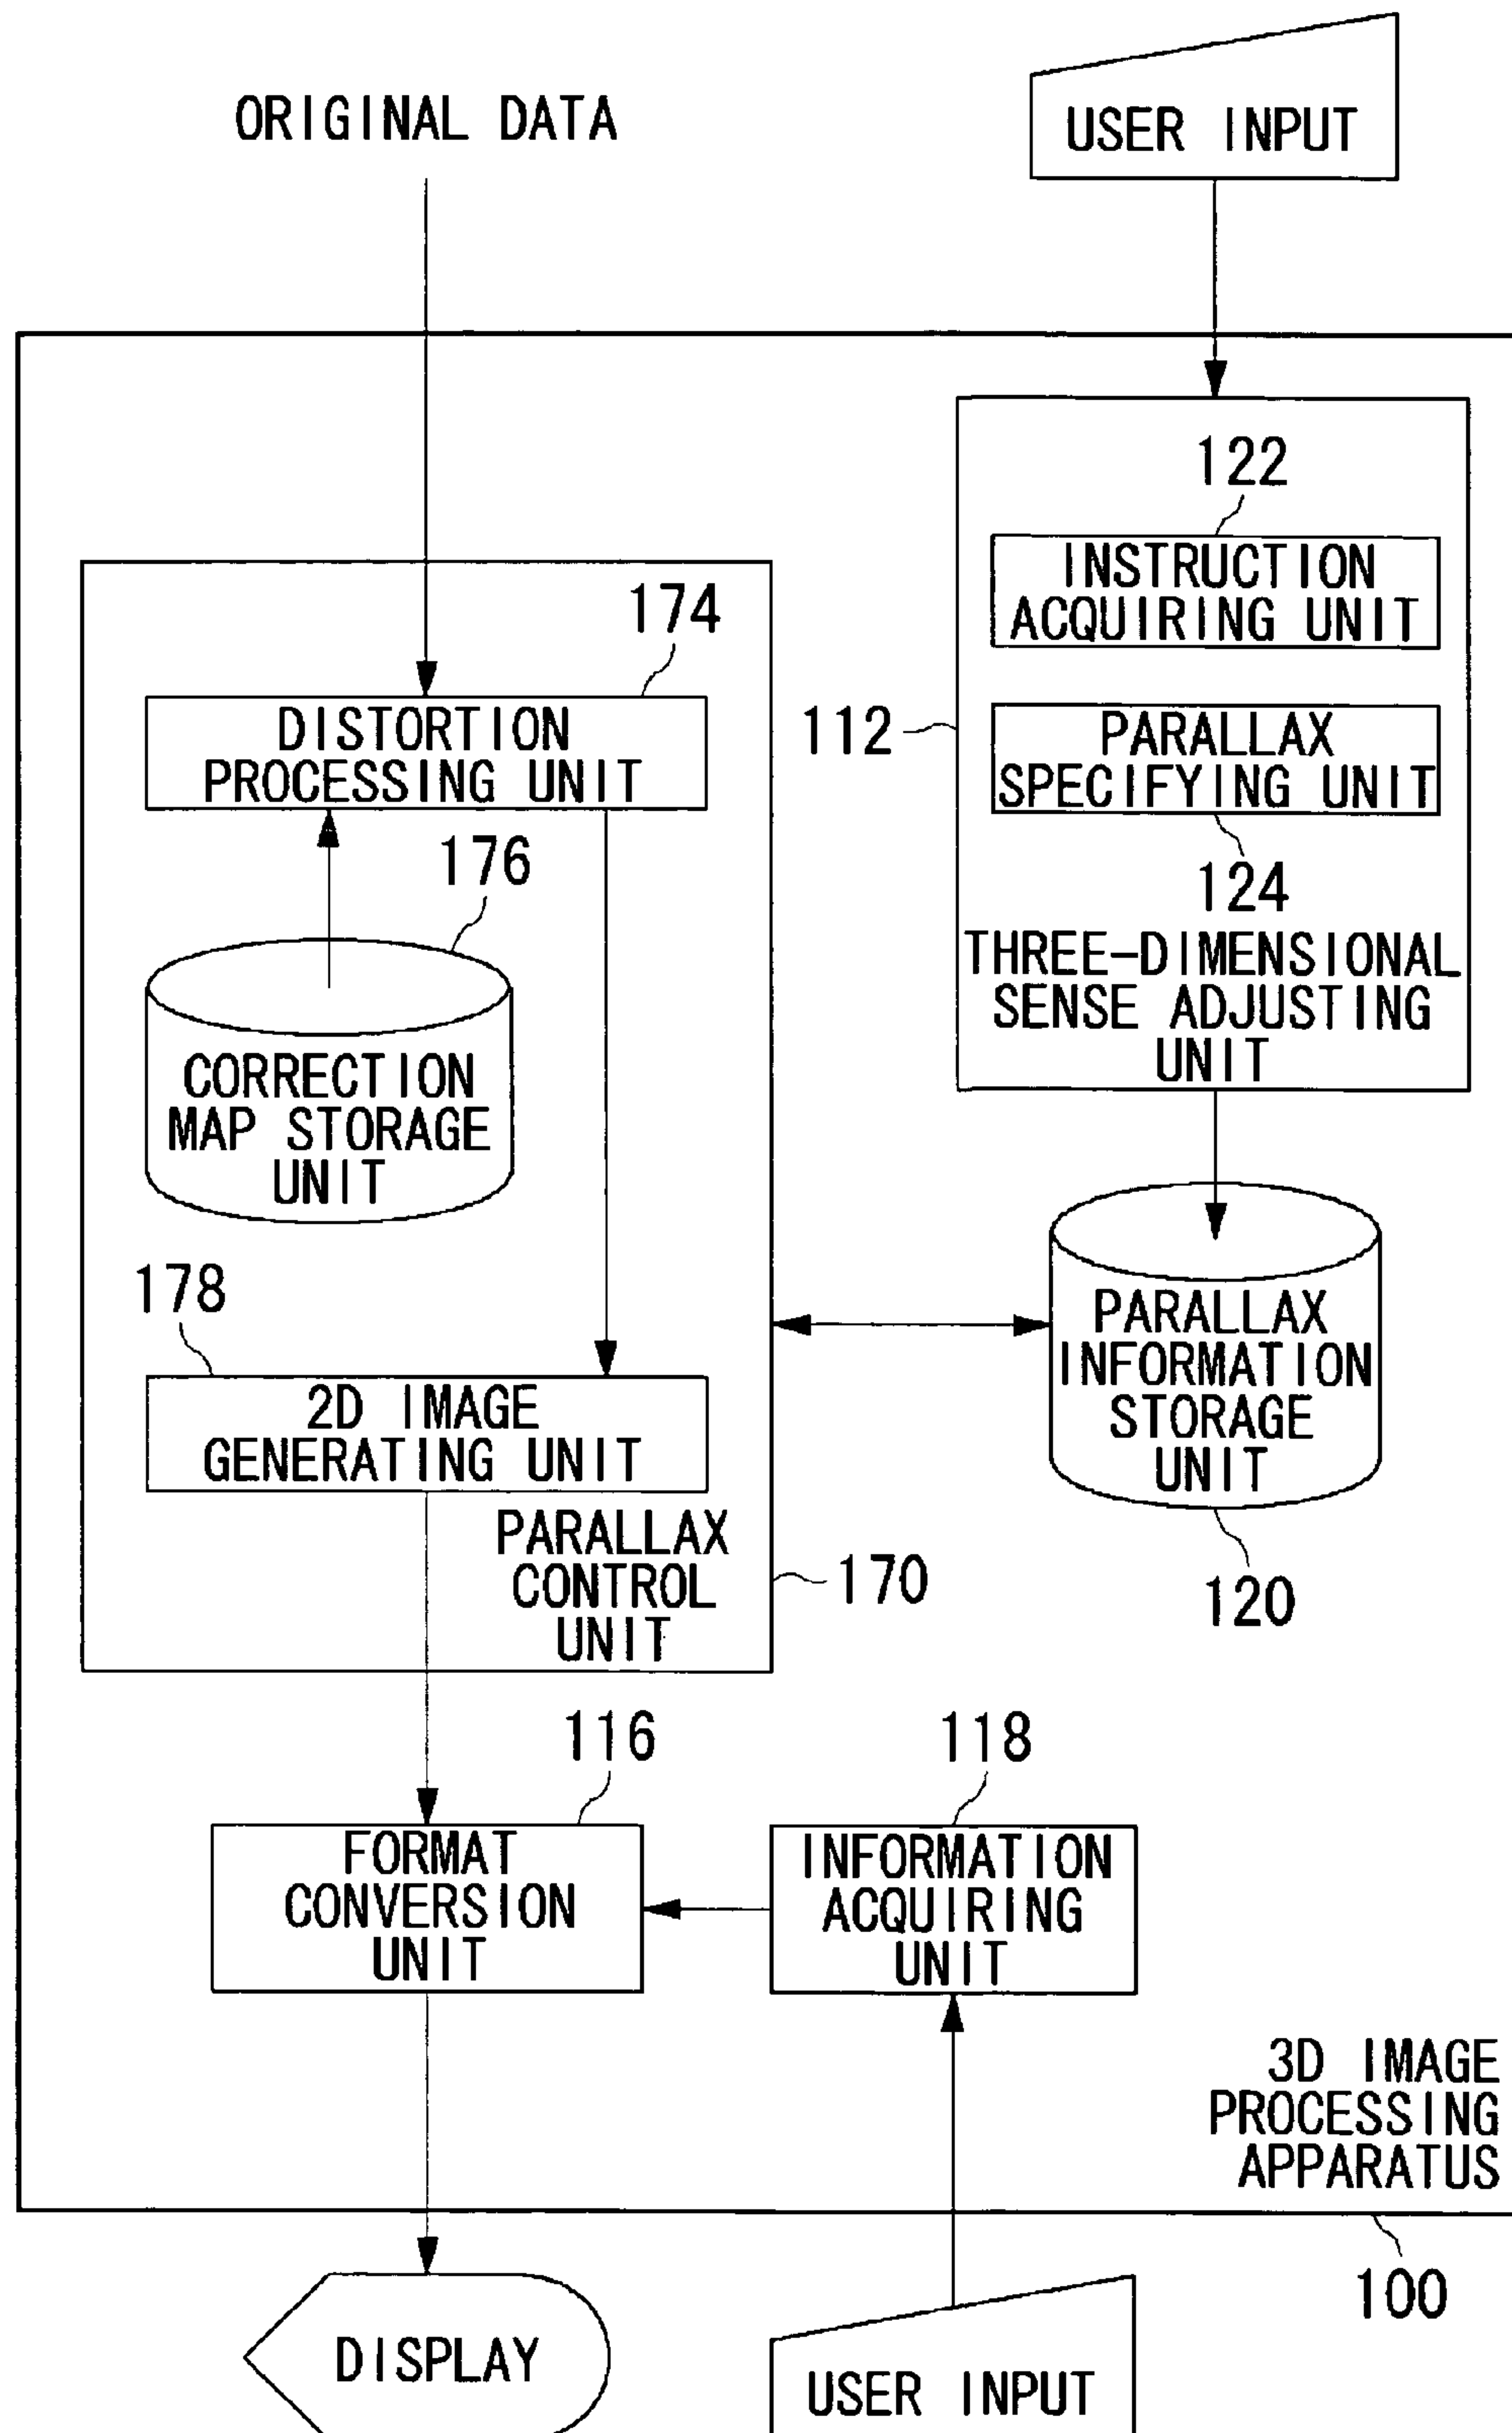 ORIGINAL DATA
USER INPUT
122
INSTRUCTION
ACQUIRING UNIT
174
DISTORTION
PROCESSING UNIT
112
PARALLAX
SPECIFYING UNIT
124
THREE-DIMENSIONAL
SENSE ADJUSTING
UNIT
176
CORRECTION
MAP STORAGE
UNIT
178
2D IMAGE
GENERATING UNIT
PARALLAX
CONTROL
UNIT
170
PARALLAX
INFORMATION
STORAGE
UNIT
120
116
FORMAT
CONVERSION
UNIT
118
INFORMATION
ACQUIRING
UNIT
3D IMAGE
PROCESSING
APPARATUS
100
DISPLAY
USER INPUT